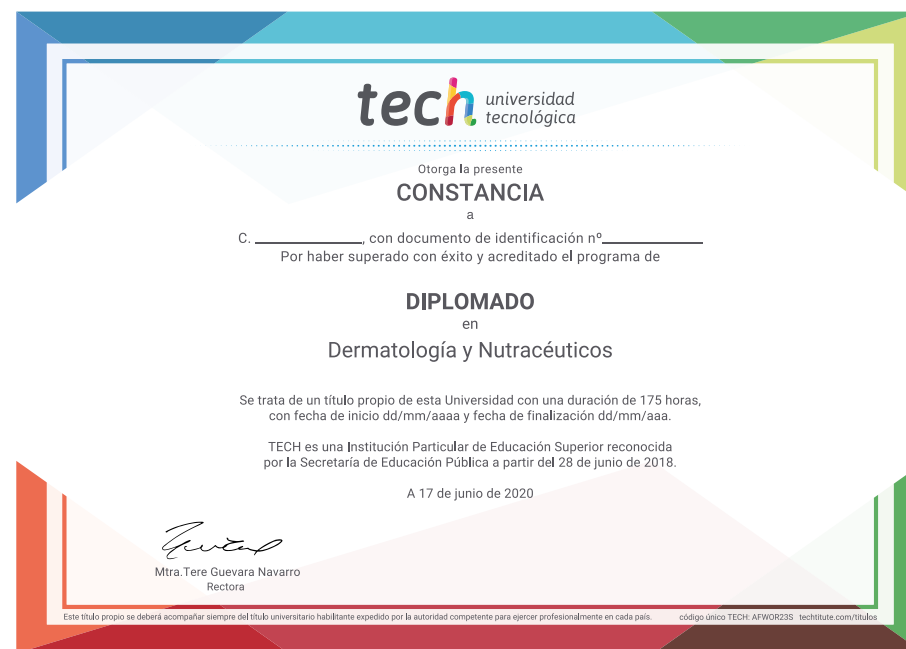 tech universidad
tecnológica
Otorga la presente
CONSTANCIA
a
C. ____________, con documento de identificación nº____________
Por haber superado con éxito y acreditado el programa de
DIPLOMADO
en
Dermatología y Nutracéuticos
Se trata de un título propio de esta Universidad con una duración de 175 horas,
con fecha de inicio dd/mm/aaaa y fecha de finalización dd/mm/aaa.
TECH es una Institución Particular de Educación Superior reconocida
por la Secretaría de Educación Pública a partir del 28 de junio de 2018.
A 17 de junio de 2020
Mtra.Tere Guevara Navarro
Rectora
Este título propio se deberá acompañar siempre del título universitario habilitante expedido por la autoridad competente para ejercer profesionalmente en cada país. código único TECH: AFWOR23S techtitute.com/titulos